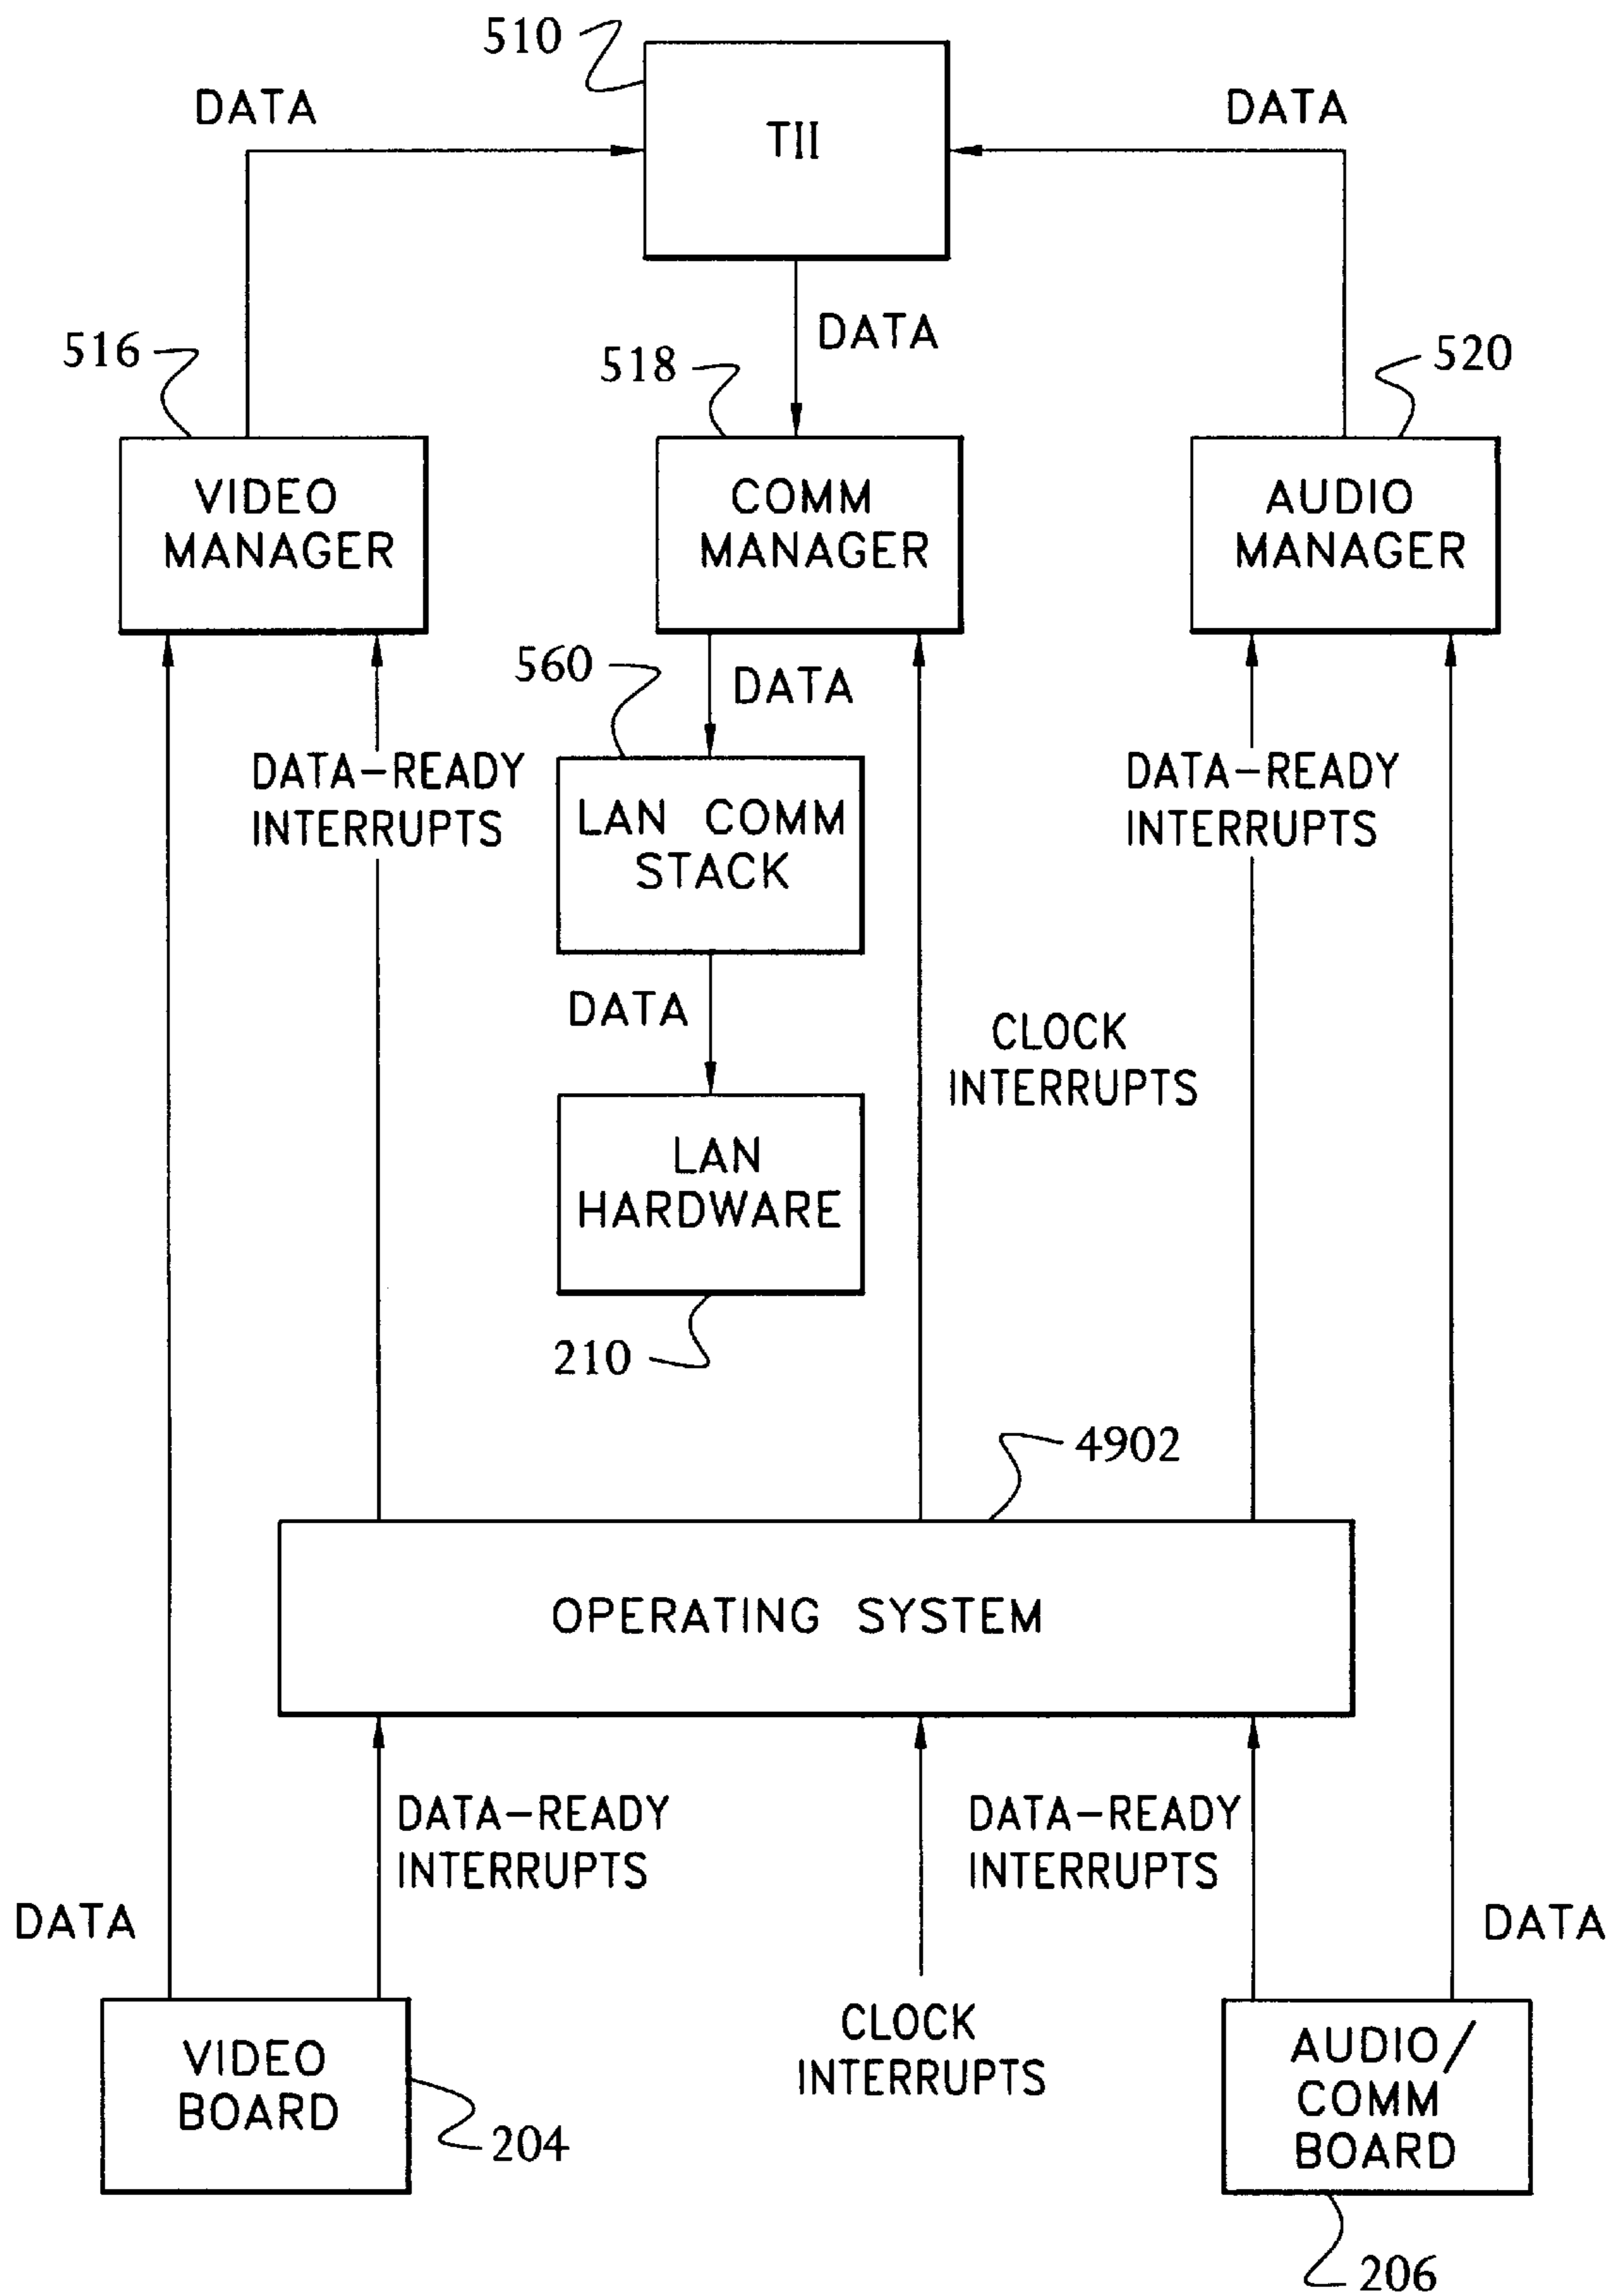 510
DATA
TII
DATA
DATA
516
518
520
VIDEO
MANAGER
COMM
MANAGER
AUDIO
MANAGER
560
DATA
DATA-READY
INTERRUPTS
LAN COMM
STACK
DATA-READY
INTERRUPTS
DATA
CLOCK
INTERRUPTS
LAN
HARDWARE
210
4902
OPERATING SYSTEM
DATA-READY
INTERRUPTS
DATA-READY
INTERRUPTS
DATA
DATA
CLOCK
INTERRUPTS
VIDEO
BOARD
204
AUDIO/
COMM
BOARD
206